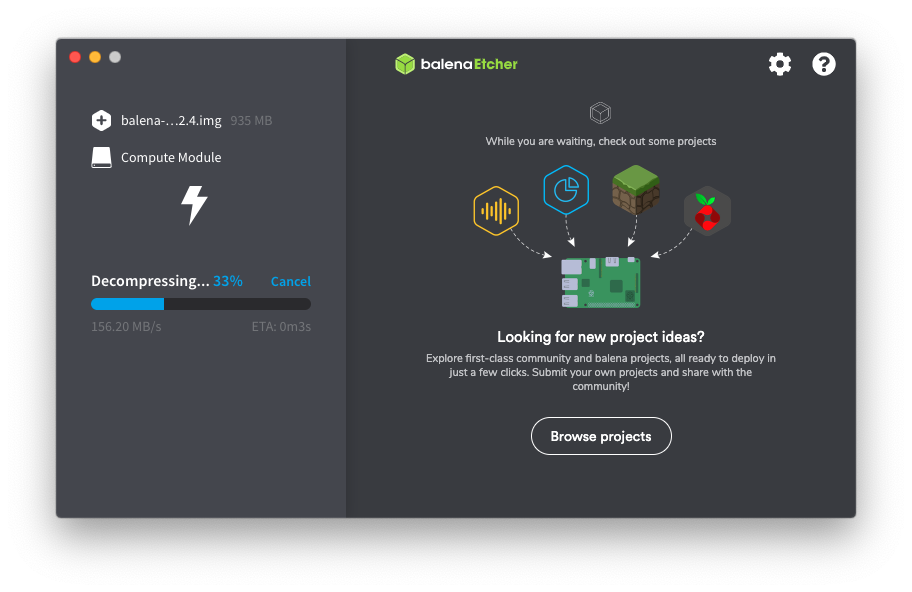 balenaEtcher
balena-...2.4.img 935 MB
Compute Module
Decompressing... 33% Cancel
156.20 MB/s ETA: 0m3s
While you are waiting, check out some projects
Looking for new project ideas?
Explore first-class community and balena projects, all ready to deploy in
just a few clicks. Submit your own projects and share with the
community!
Browse projects